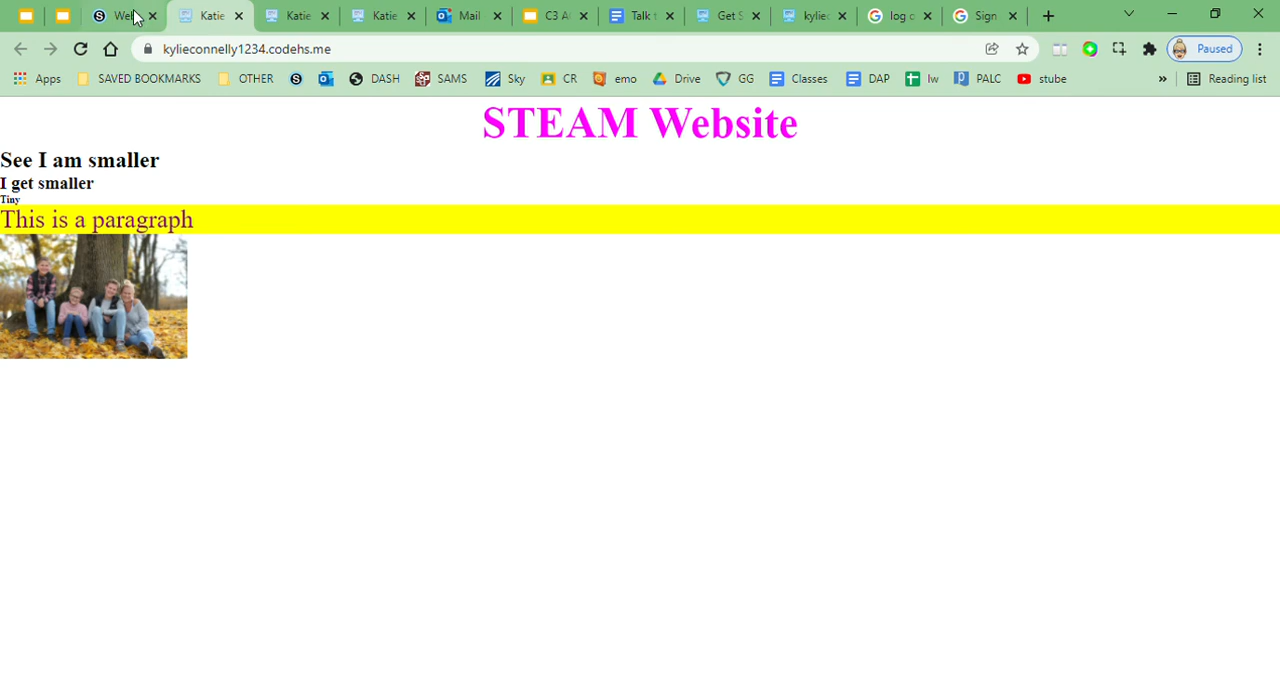 We Katie Katie Katie Mail C3 A Talk t Get S kylie log o Sign
kylieconnelly1234.codehs.me Paused
Apps SAVED BOOKMARKS OTHER DASH SAMS Sky CR emo Drive GG Classes DAP lw PALC stube » Reading list
STEAM Website
See I am smaller
I get smaller
Tiny
This is a paragraph